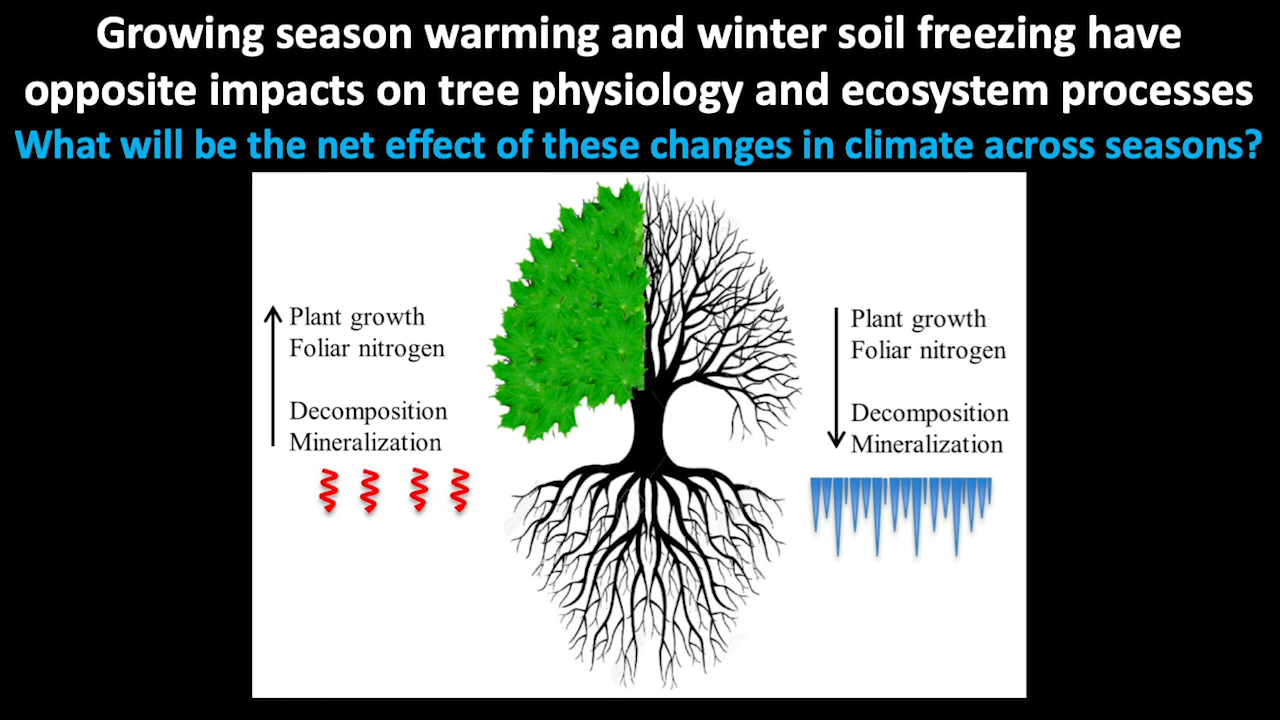 Growing season warming and winter soil freezing have
opposite impacts on tree physiology and ecosystem processes
What will be the net effect of these changes in climate across seasons?
Plant growth
Foliar nitrogen
Decomposition
Mineralization
Plant growth
Foliar nitrogen
Decomposition
Mineralization